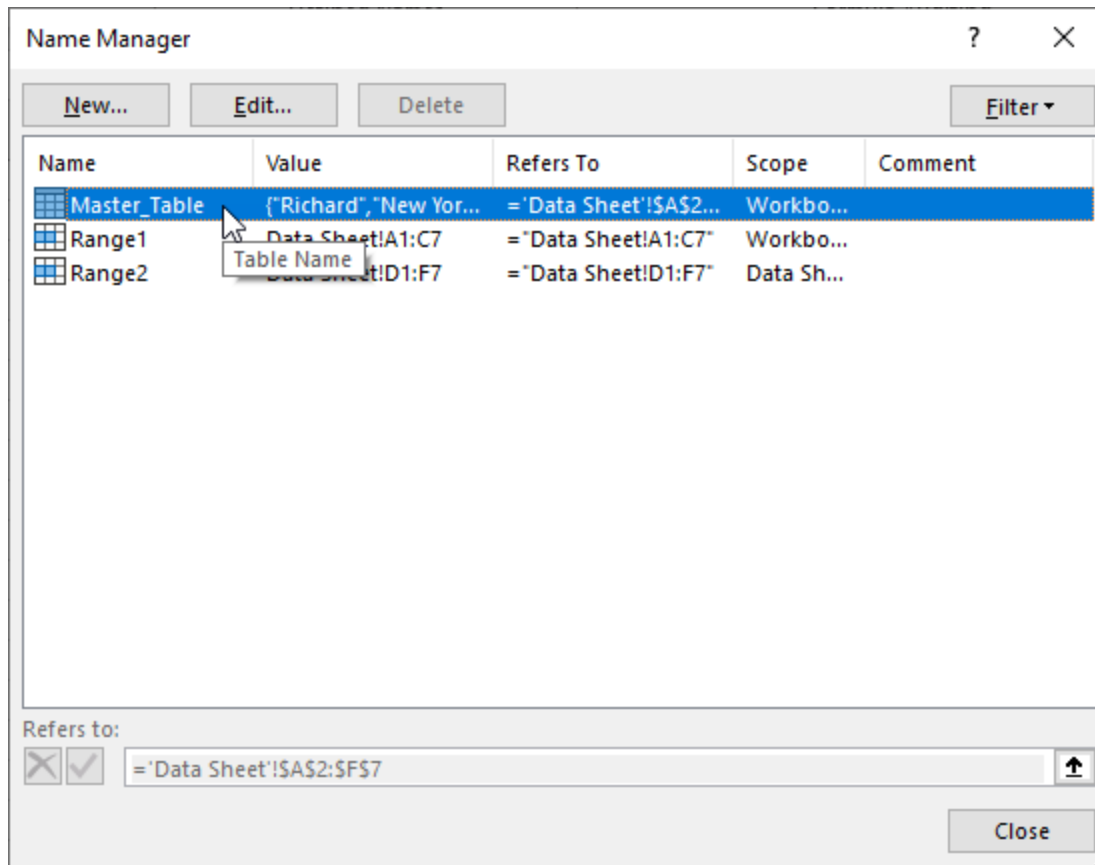 Name Manager ?
New... Edit... Delete Filter
Name Value Refers To Scope Comment
Master_Table {"Richard","New Yor... ='Data Sheet'!$A$2... Workbo...
Range1 Data Sheet!A1:C7 ="Data Sheet!A1:C7" Workbo...
Table Name
Range2 Data Sheet!D1:F7 ="Data Sheet!D1:F7" Data Sh...
Refers to:
='Data Sheet'!$A$2:$F$7
Close